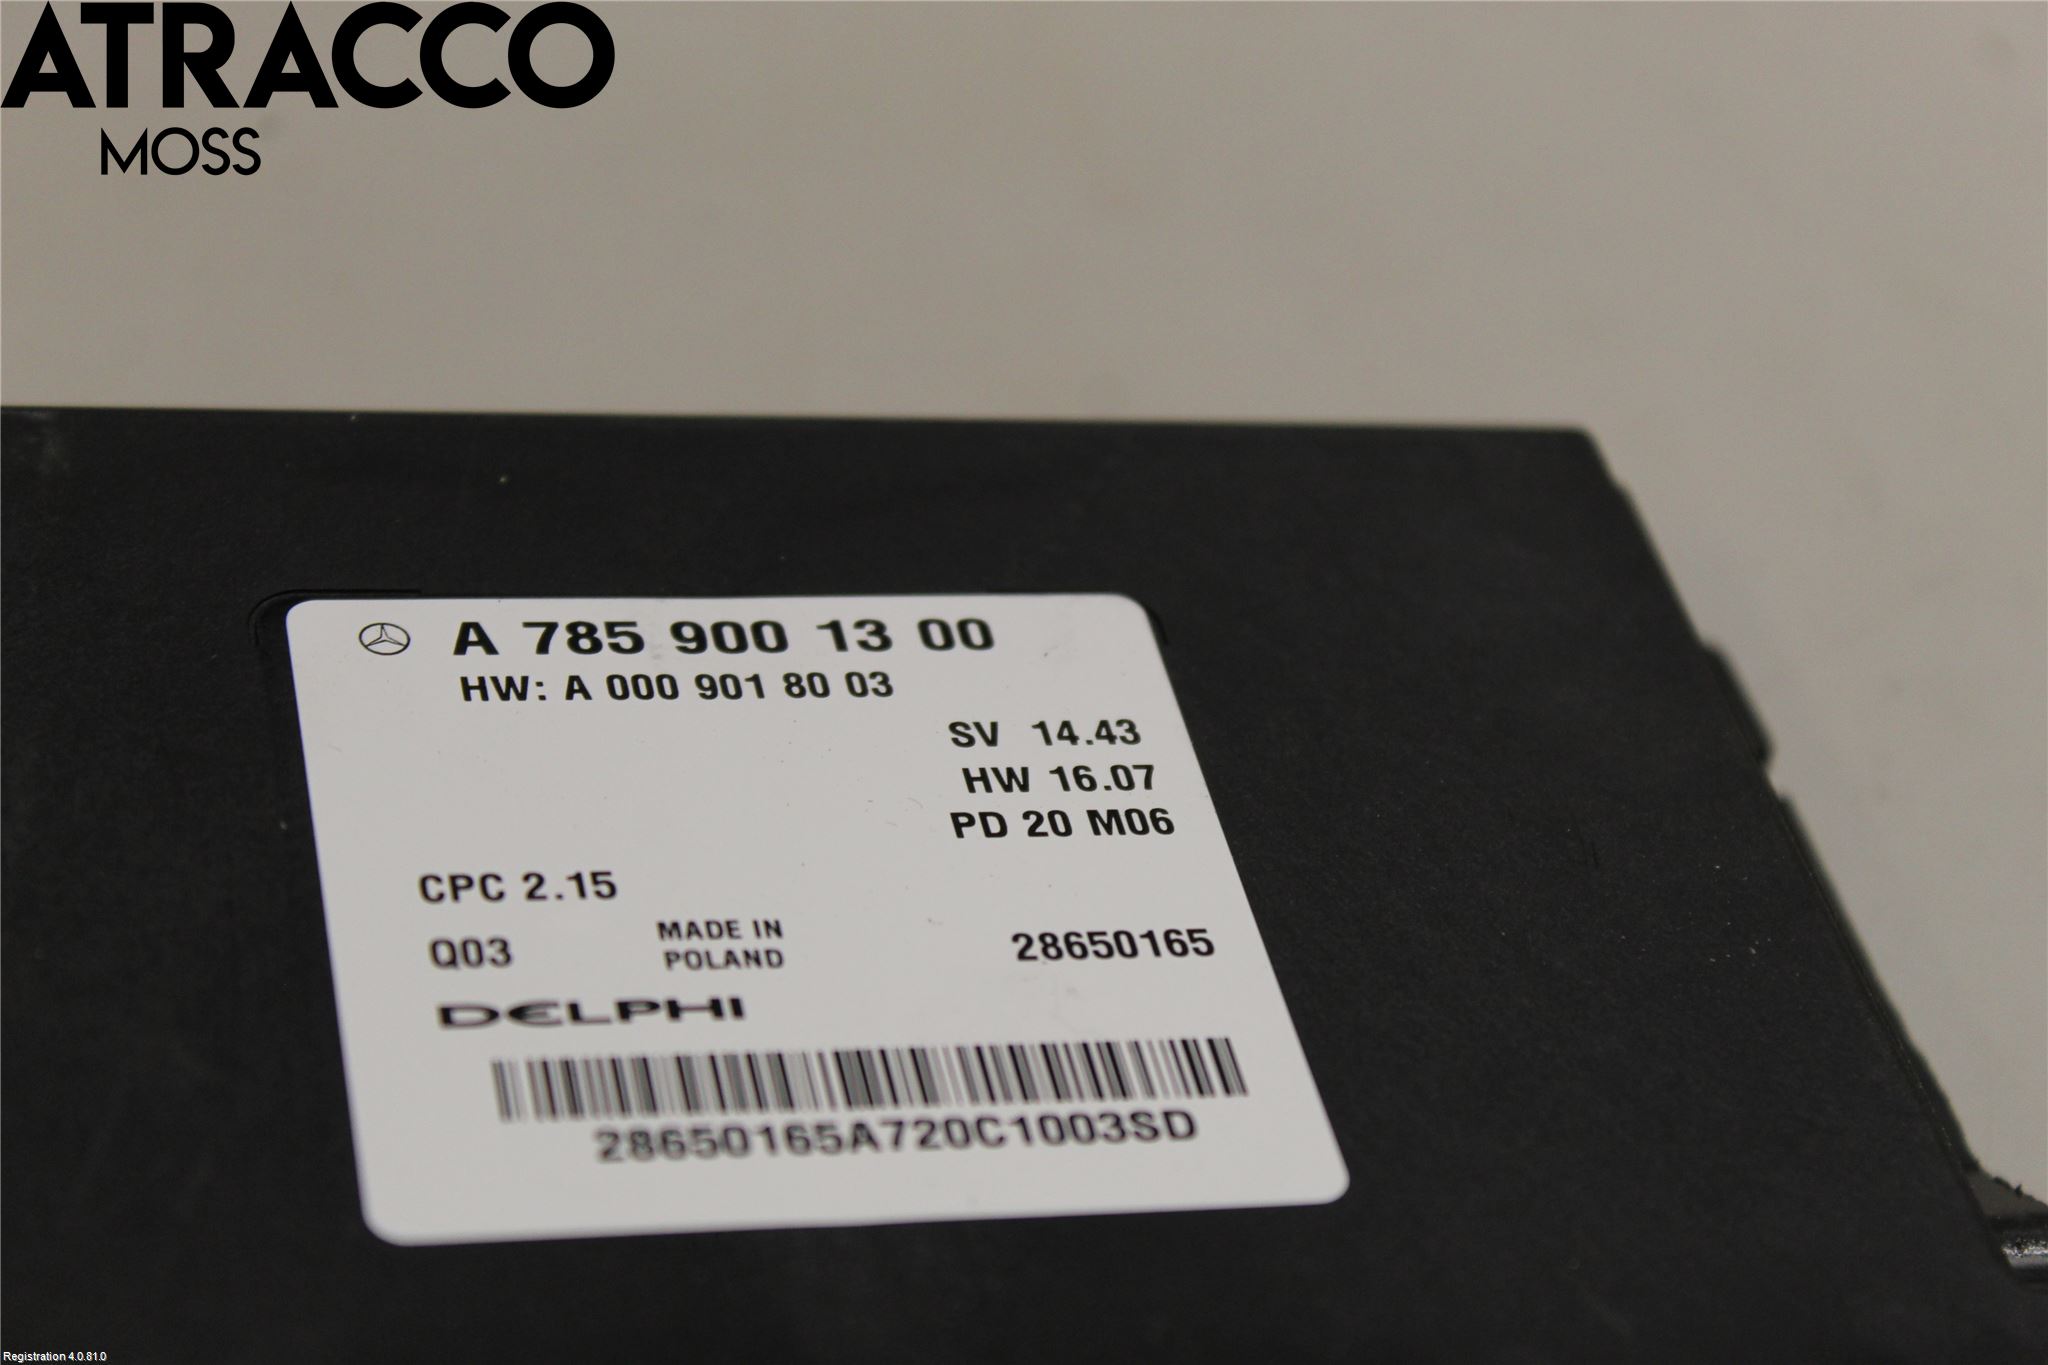 ATRACCO
MOSS
A 785 900 13 00
HW: A 000 901 80 03
SV 14.43
HW 16.07
PD 20 M06
CPC 2.15
Q03 MADE IN POLAND 28650165
DELPHI
28650165A720C1003SD
Registration 4.0.81.0